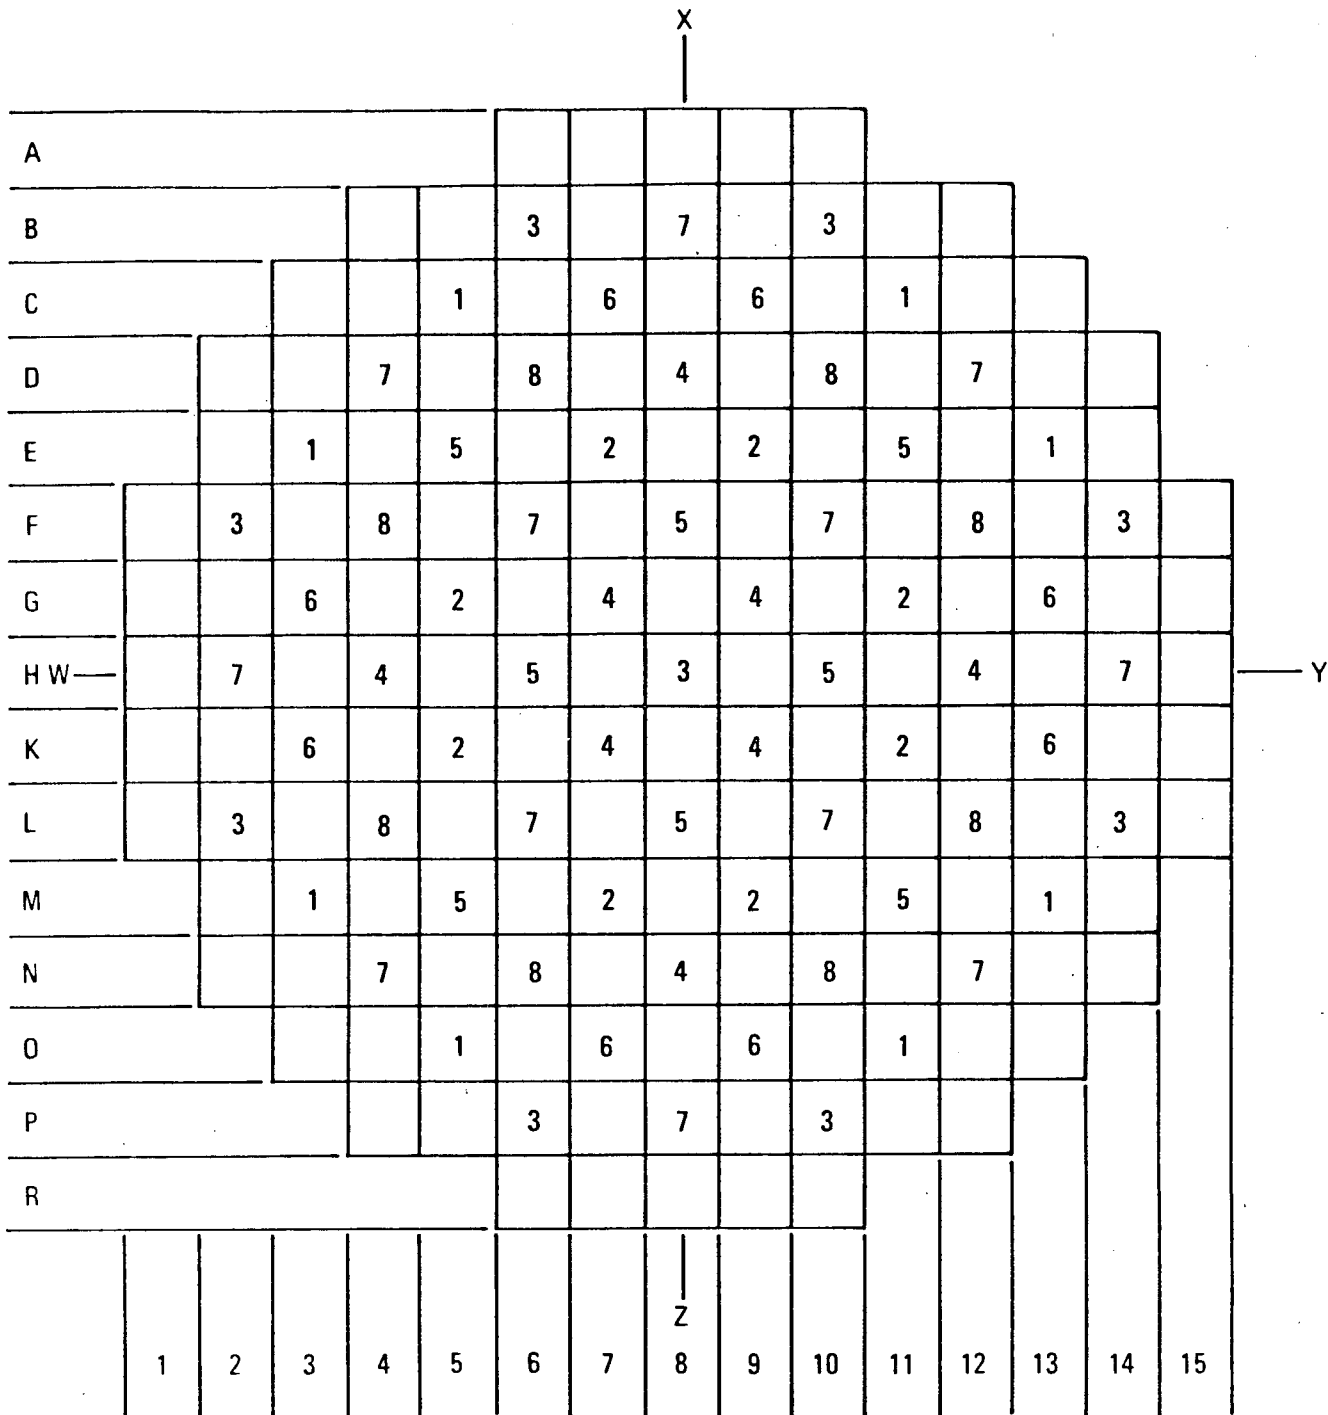 X
A
B 3 7 3
C 1 6 6 1
D 7 8 4 8 7
E 1 5 2 2 5 1
F 3 8 7 5 7 8 3
G 6 2 4 4 2 6
H W 7 4 5 3 5 4 7 Y
K 6 2 4 4 2 6
L 3 8 7 5 7 8 3
M 1 5 2 2 5 1
N 7 8 4 8 7
O 1 6 6 1
P 3 7 3
R
Z
1 2 3 4 5 6 7 8 9 10 11 12 13 14 15